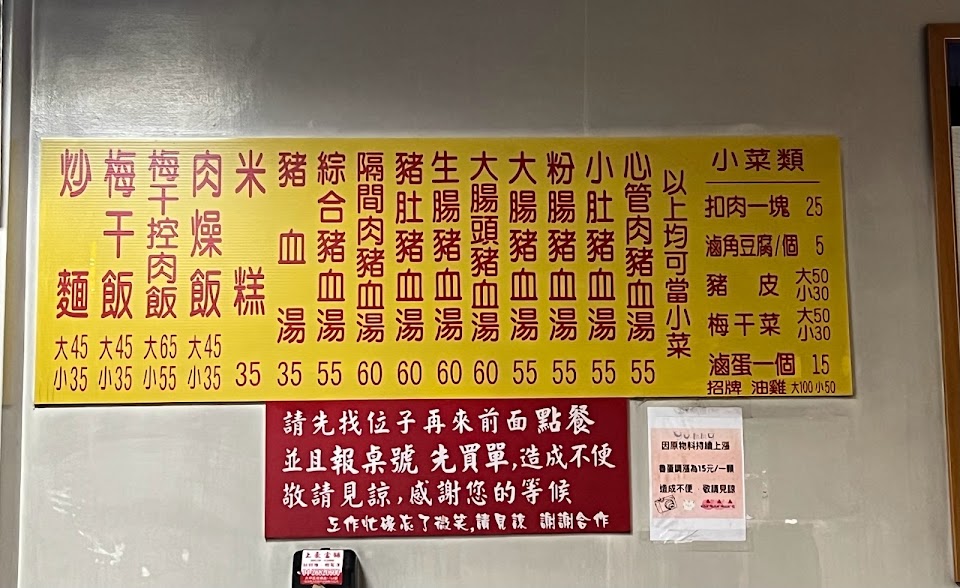 炒麵 大45 小35
梅干飯 大45 小35
梅干控肉飯 大65 小55
肉燥飯 大45 小35
米糕 35
豬血湯 35
綜合豬血湯 55
隔間肉豬血湯 60
豬肚豬血湯 60
生腸豬血湯 60
大腸頭豬血湯 60
大腸豬血湯 55
粉腸豬血湯 55
小肚豬血湯 55
心管肉豬血湯 55
以上均可當小菜
小菜類
扣肉一塊 25
滷角豆腐/個 5
豬皮 大50 小30
梅干菜 大50 小30
滷蛋一個 15
招牌 油雞 大100 小50
請先找位子再來前面點餐
並且報桌號 先買單,造成不便
敬請見諒,感謝您的等候
工作忙碌忘了微笑,請見諒 謝謝合作
因原物料持續上漲
調漲為15元/一顆
造成不便 敬請見諒